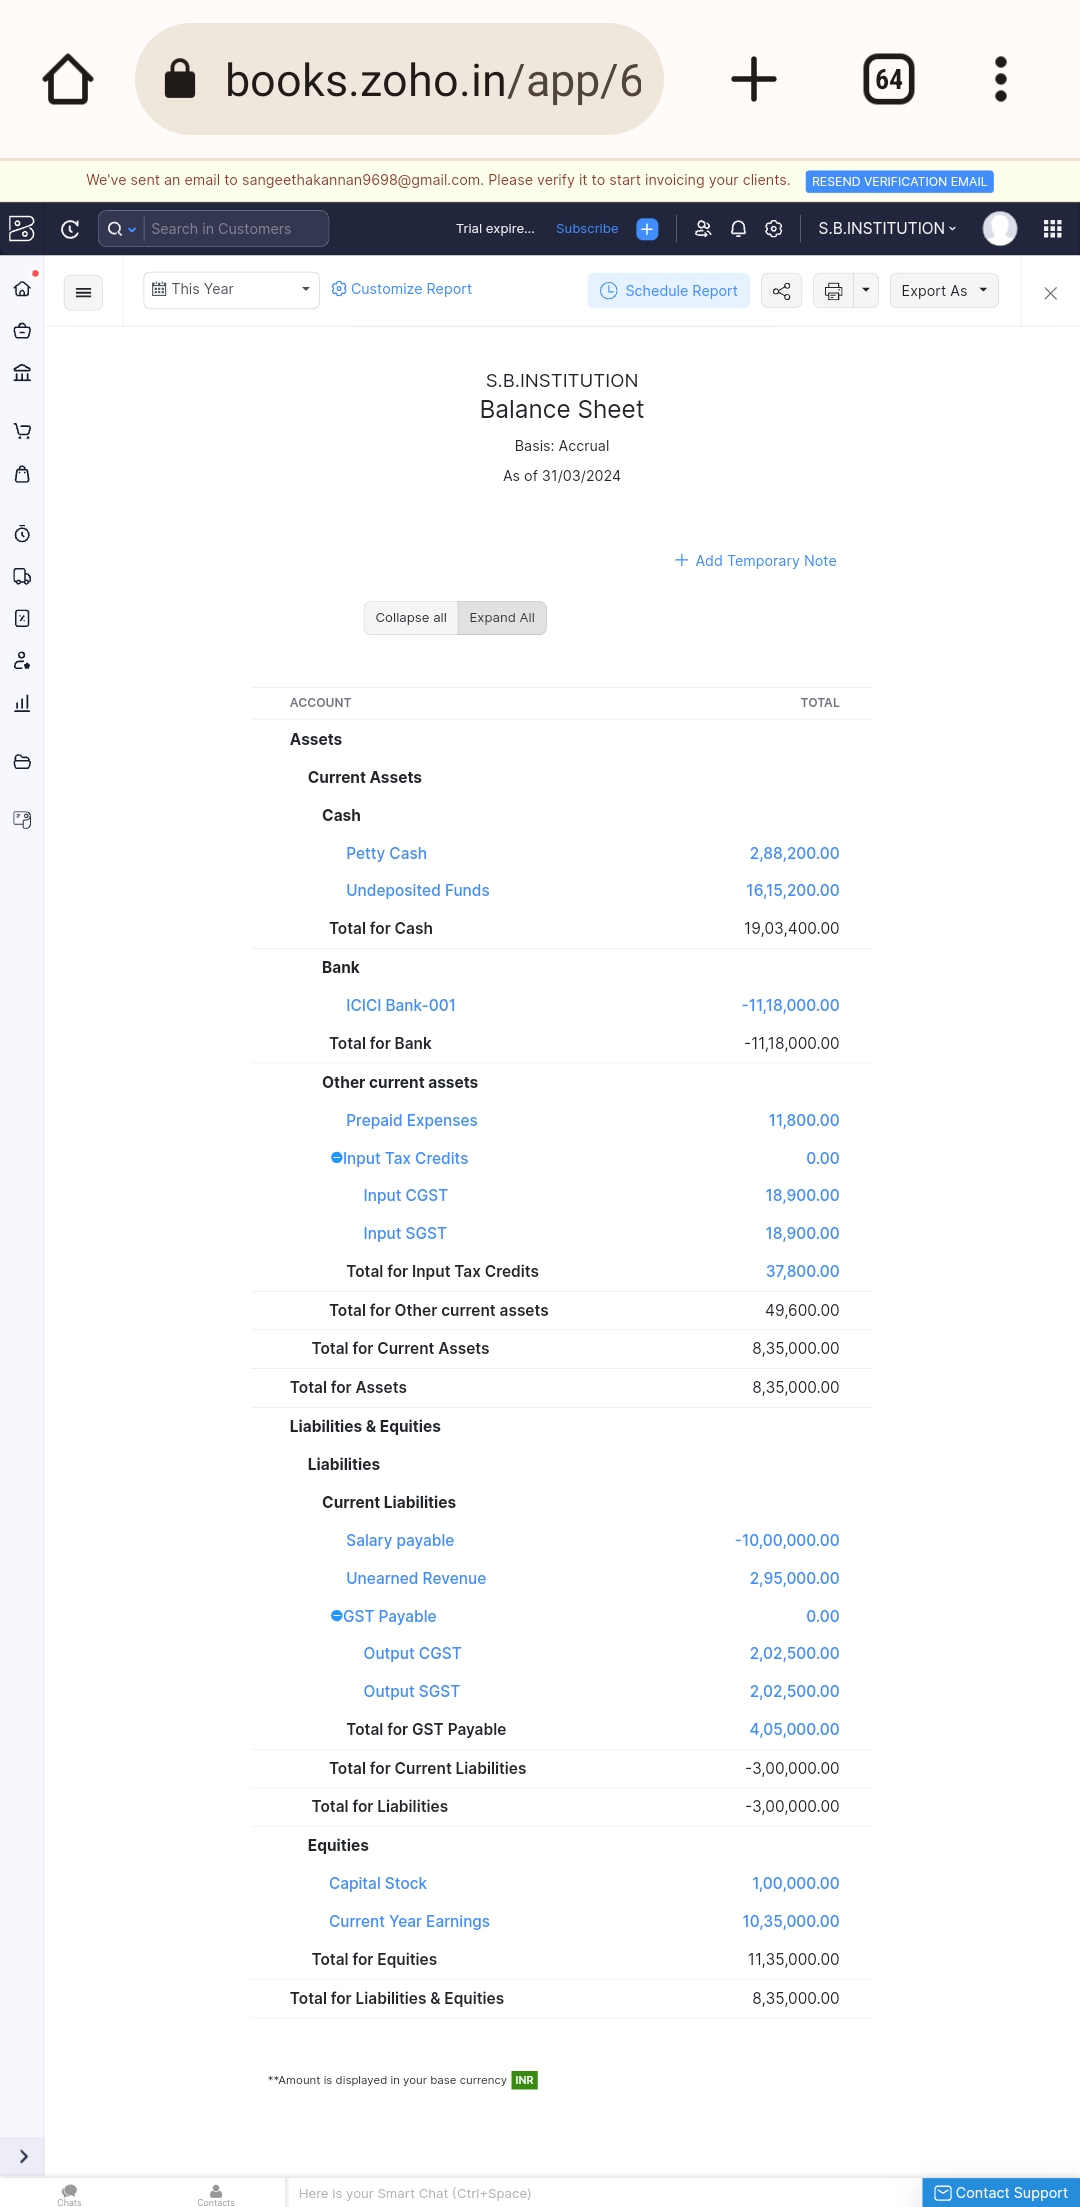 books.zoho.in/app/6
64
We've sent an email to sangeethakannan9698@gmail.com. Please verify it to start invoicing your clients. RESEND VERIFICATION EMAIL
Search in Customers Trial expire... Subscribe S.B.INSTITUTION
This Year Customize Report Schedule Report Export As
S.B.INSTITUTION
Balance Sheet
Basis: Accrual
As of 31/03/2024
Add Temporary Note
Collapse all Expand All
ACCOUNT TOTAL
Assets
Current Assets
Cash
Petty Cash 2,88,200.00
Undeposited Funds 16,15,200.00
Total for Cash 19,03,400.00
Bank
ICICI Bank-001 -11,18,000.00
Total for Bank -11,18,000.00
Other current assets
Prepaid Expenses 11,800.00
Input Tax Credits 0.00
Input CGST 18,900.00
Input SGST 18,900.00
Total for Input Tax Credits 37,800.00
Total for Other current assets 49,600.00
Total for Current Assets 8,35,000.00
Total for Assets 8,35,000.00
Liabilities & Equities
Liabilities
Current Liabilities
Salary payable -10,00,000.00
Unearned Revenue 2,95,000.00
GST Payable 0.00
Output CGST 2,02,500.00
Output SGST 2,02,500.00
Total for GST Payable 4,05,000.00
Total for Current Liabilities -3,00,000.00
Total for Liabilities -3,00,000.00
Equities
Capital Stock 1,00,000.00
Current Year Earnings 10,35,000.00
Total for Equities 11,35,000.00
Total for Liabilities & Equities 8,35,000.00
**Amount is displayed in your base currency INR
Chats Contacts Here is your Smart Chat (Ctrl+Space) Contact Support